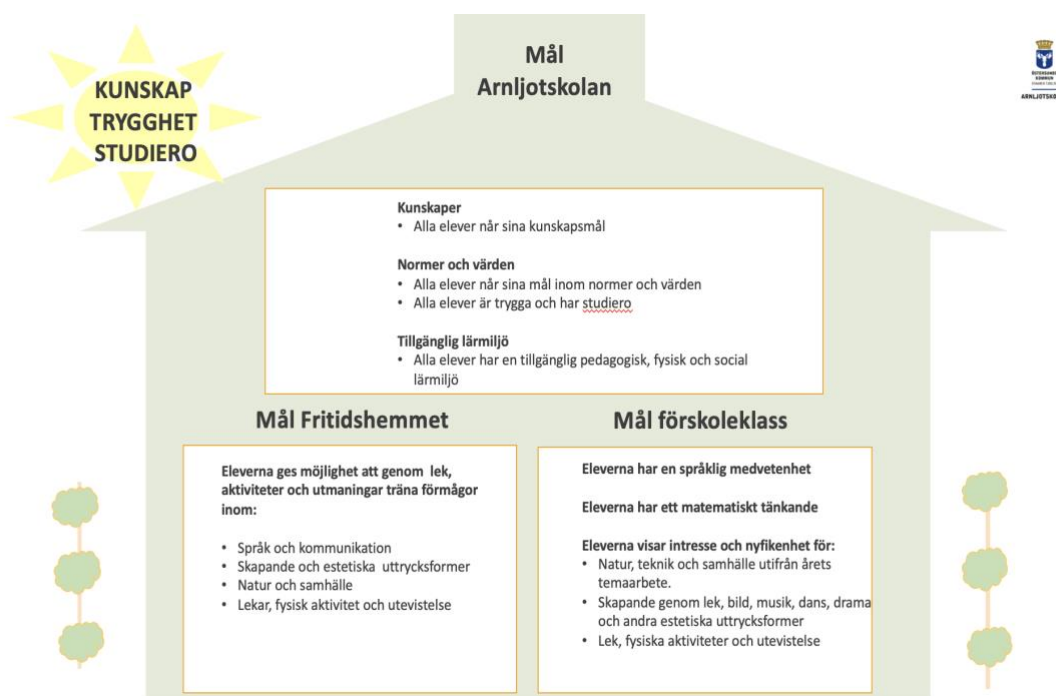 KUNSKAP
TRYGGHET
STUDIERO
Mål
Arnljotskolan
ÖSTERSUNDS
KOMMUN
Kunskaper
• Alla elever når sina kunskapsmål
Normer och värden
• Alla elever når sina mål inom normer och värden
• Alla elever är trygga och har studiero
Tillgänglig lärmiljö
• Alla elever har en tillgänglig pedagogisk, fysisk och social
lärmiljö
Mål Fritidshemmet
Eleverna ges möjlighet att genom lek,
aktiviteter och utmaningar träna förmågor
inom:
• Språk och kommunikation
• Skapande och estetiska uttrycksformer
• Natur och samhälle
• Lekar, fysisk aktivitet och utevistelse
Mål förskoleklass
Eleverna har en språklig medvetenhet
Eleverna har ett matematiskt tänkande
Eleverna visar intresse och nyfikenhet för:
• Natur, teknik och samhälle utifrån årets
temaarbete.
• Skapande genom lek, bild, musik, dans, drama
och andra estetiska uttrycksformer
• Lek, fysiska aktiviteter och utevistelse